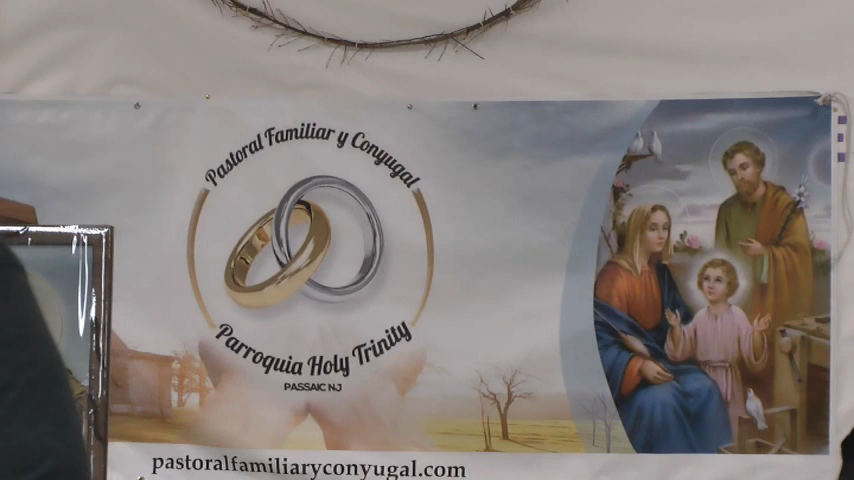 Pastoral Familiar y Conyugal
Parroquia Holy Trinity
PASSAIC NJ
pastoralfamiliaryconyugal.com